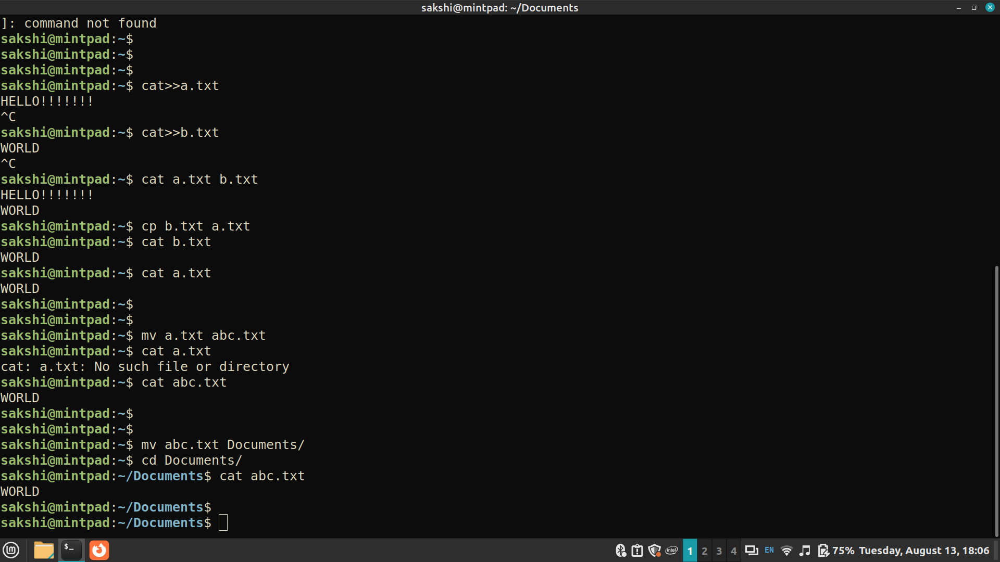 sakshi@mintpad: ~/Documents
]: command not found
sakshi@mintpad:~$
sakshi@mintpad:~$
sakshi@mintpad:~$
sakshi@mintpad:~$ cat>>a.txt
HELLO!!!!!!!
^C
sakshi@mintpad:~$ cat>>b.txt
WORLD
^C
sakshi@mintpad:~$ cat a.txt b.txt
HELLO!!!!!!!
WORLD
sakshi@mintpad:~$ cp b.txt a.txt
sakshi@mintpad:~$ cat b.txt
WORLD
sakshi@mintpad:~$ cat a.txt
WORLD
sakshi@mintpad:~$
sakshi@mintpad:~$
sakshi@mintpad:~$ mv a.txt abc.txt
sakshi@mintpad:~$ cat a.txt
cat: a.txt: No such file or directory
sakshi@mintpad:~$ cat abc.txt
WORLD
sakshi@mintpad:~$
sakshi@mintpad:~$
sakshi@mintpad:~$ mv abc.txt Documents/
sakshi@mintpad:~$ cd Documents/
sakshi@mintpad:~/Documents$ cat abc.txt
WORLD
sakshi@mintpad:~/Documents$
sakshi@mintpad:~/Documents$
$_ intel 1 2 3 4 EN 75% Tuesday, August 13, 18:06